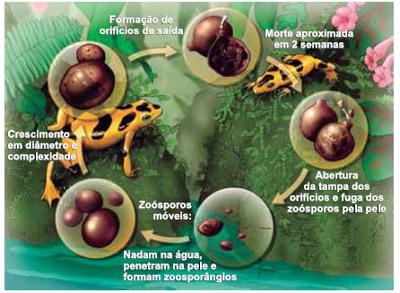 Formação de
orifícios de saída
Morte aproximada
em 2 semanas
Abertura
da tampa dos
orifícios e fuga dos
zoósporos pela pele
Zoósporos
móveis:
Nadam na água,
penetram na pele e
formam zoosporângios
Crescimento
em diâmetro e
complexidade